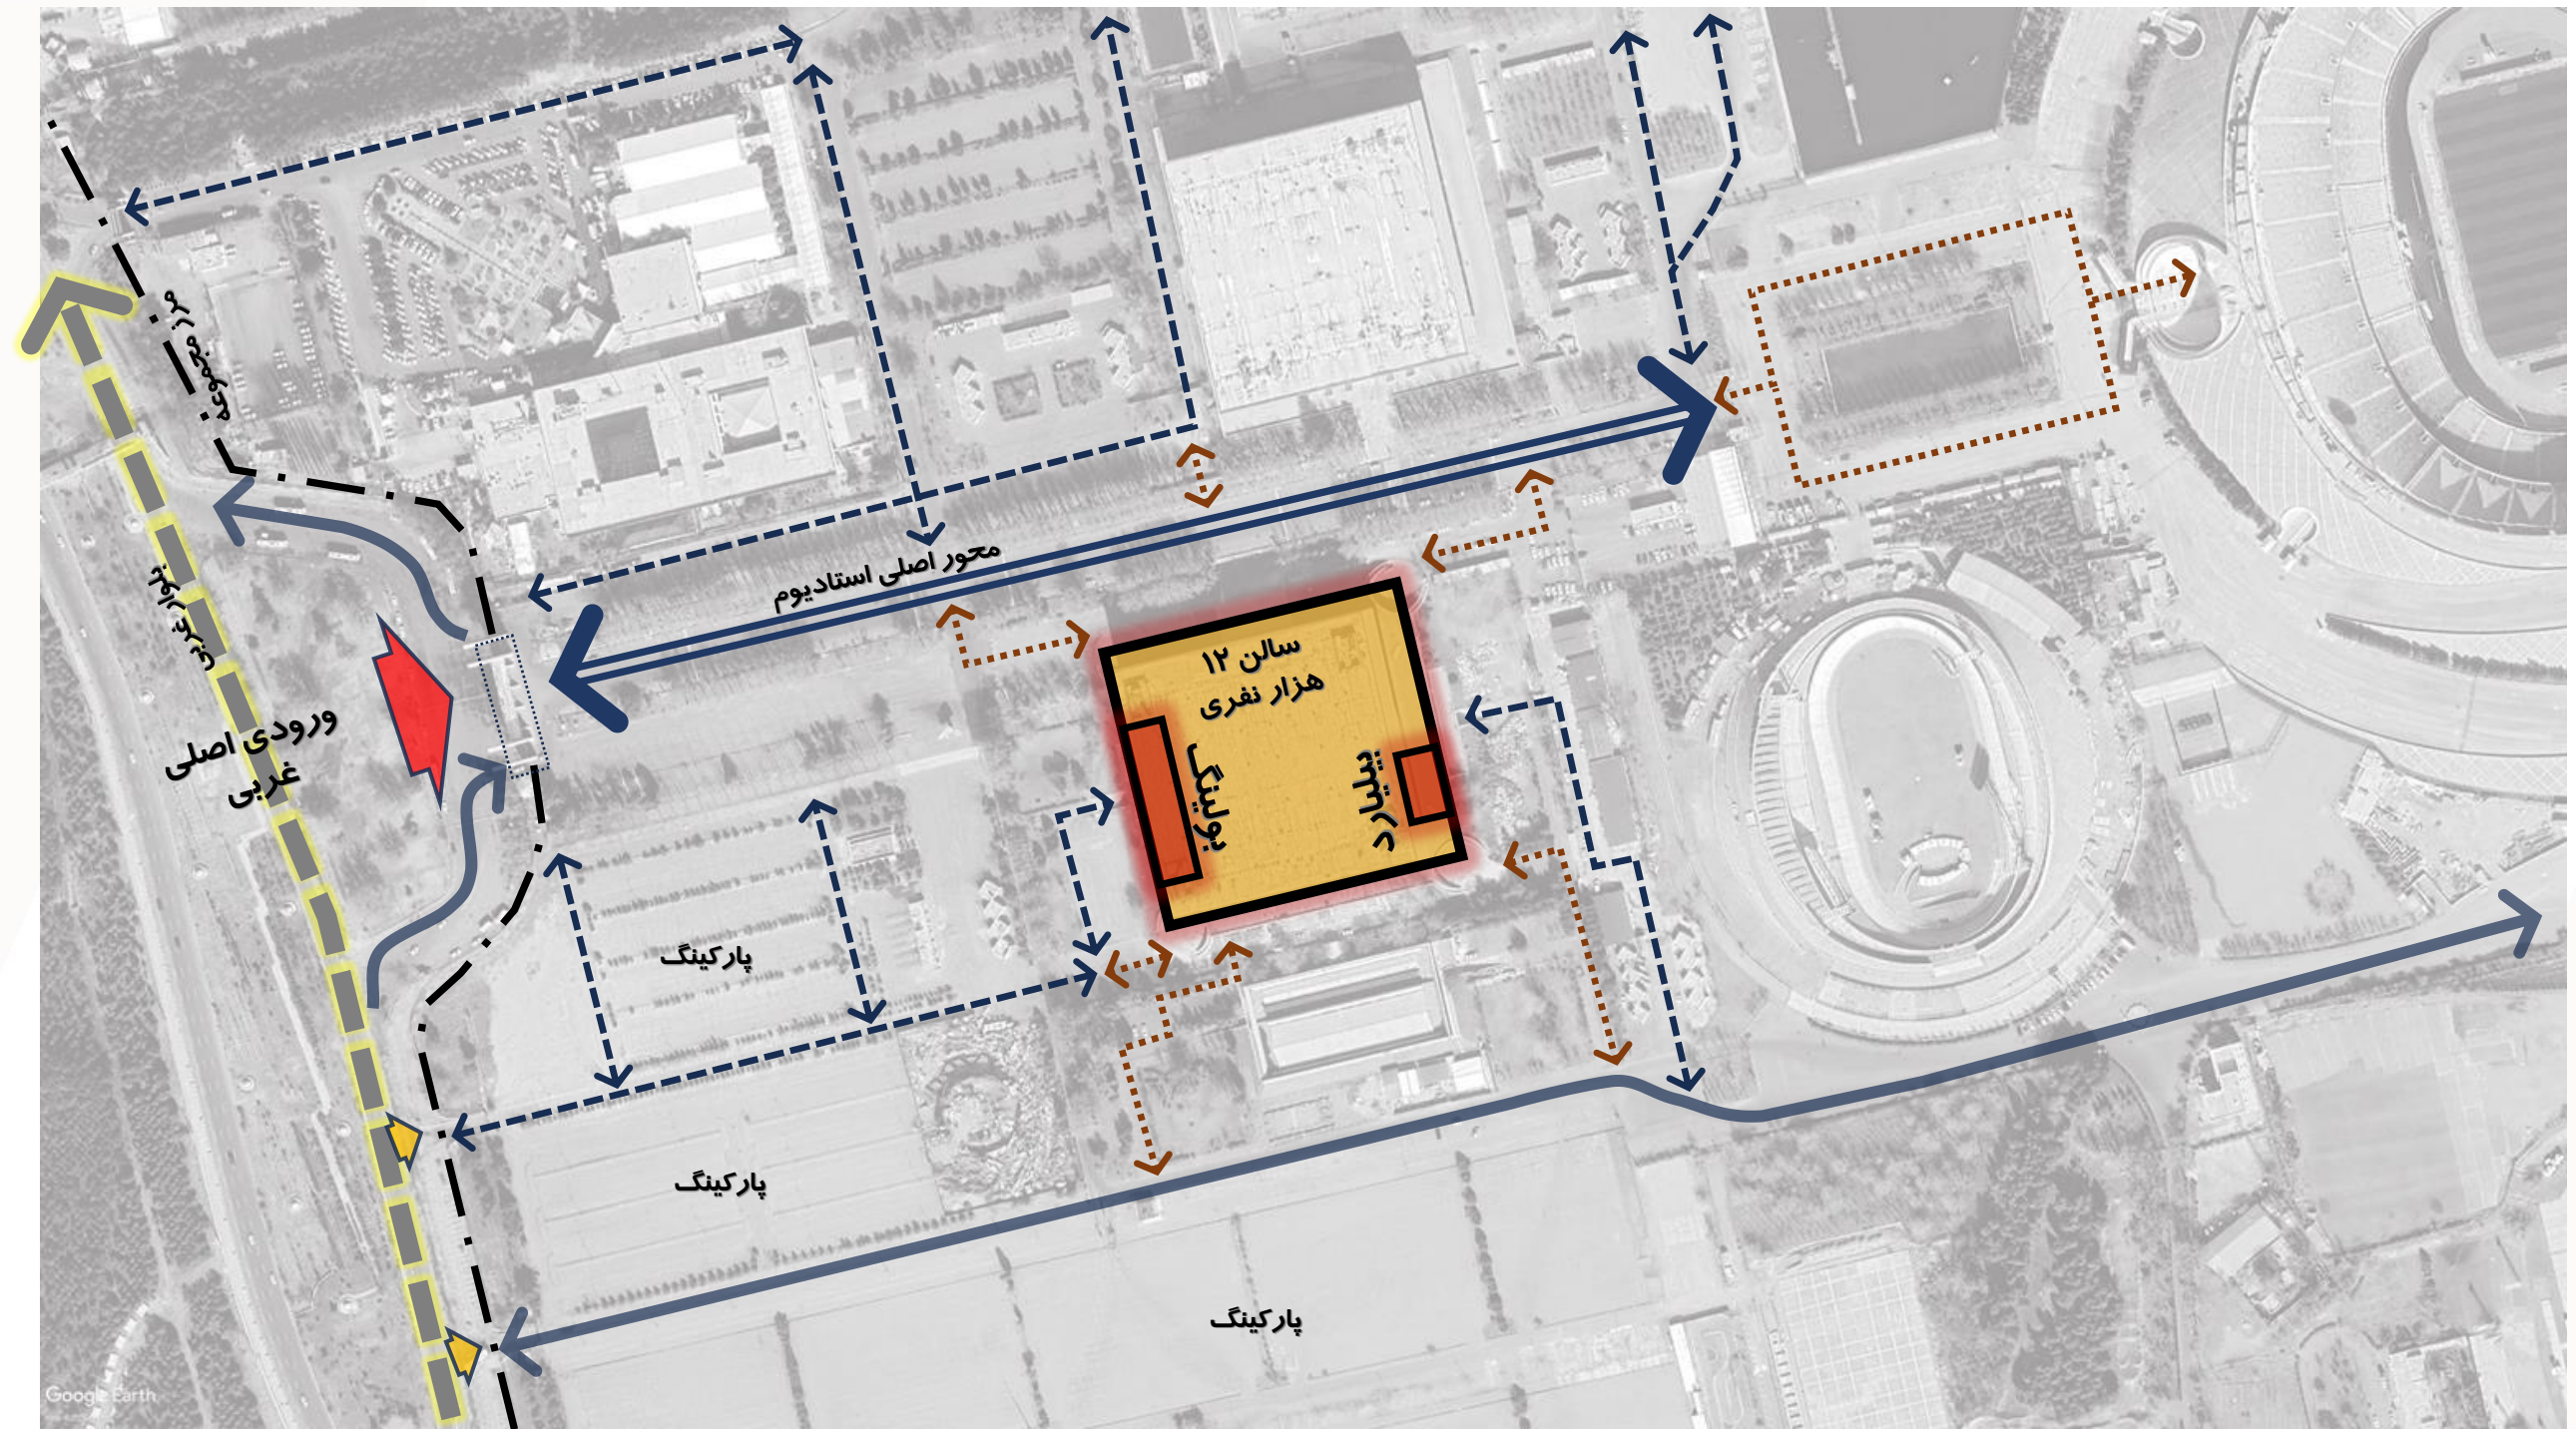 مرز مجموعه
بلوار غربی
محور اصلی استادیوم
سالن ۱۲
هزار نفری
بولینگ
بیلیارد
ورودی اصلی
غربی
پارکینگ
پارکینگ
پارکینگ
Google Earth